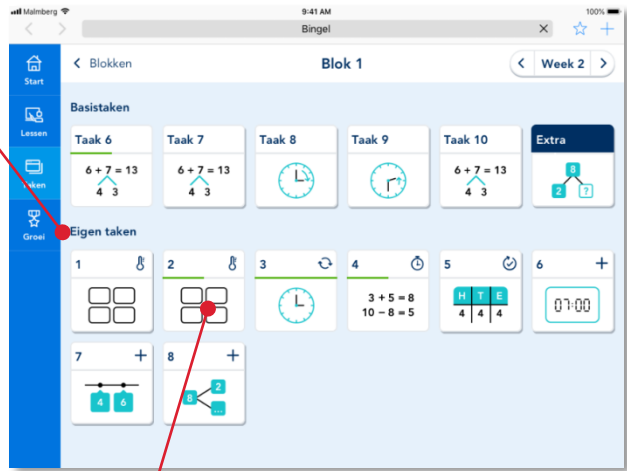 Malmberg 9:41 AM 100%
Bingel
Start
Lessen
Taken
Groei
Blokken Blok 1 Week 2
Basistaken
Taak 6 Taak 7 Taak 8 Taak 9 Taak 10 Extra
6 + 7 = 13 6 + 7 = 13 6 + 7 = 13 8
4 3 4 3 4 3 2 ?
Eigen taken
1 2 3 4 5 6 +
3 + 5 = 8 H T E 07:00
10 − 8 = 5 4 4 4
7 + 8 +
4 6 8 2 ...